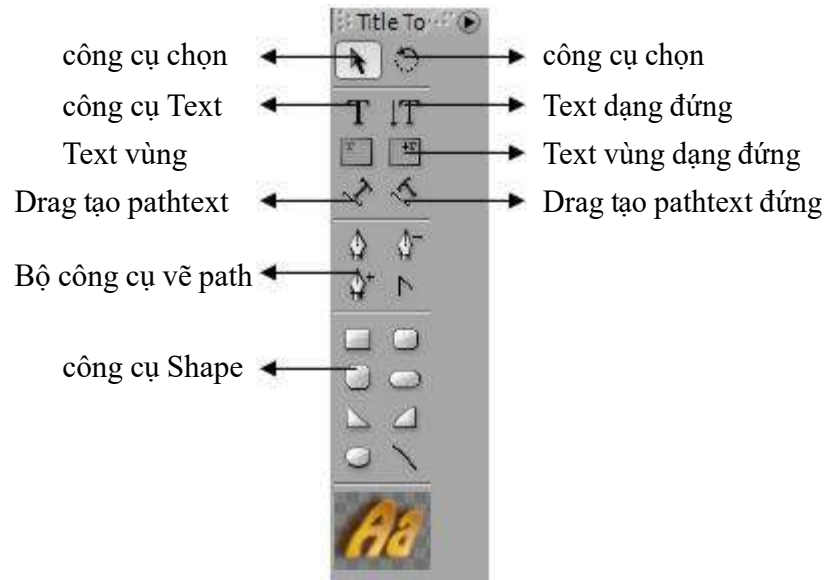 Title To
công cụ chọn
công cụ chọn
công cụ Text
Text dạng đứng
Text vùng
Text vùng dạng đứng
Drag tạo pathtext
Drag tạo pathtext đứng
Bộ công cụ vẽ path
công cụ Shape
Aa